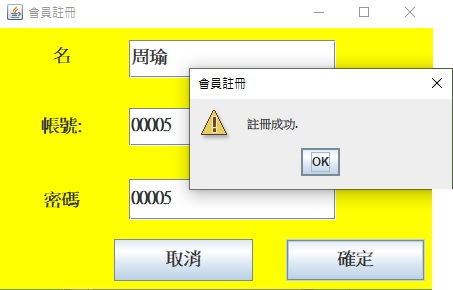 會員註冊
名
周瑜
會員註冊
帳號:
00005
註冊成功.
OK
密碼
00005
取消
確定